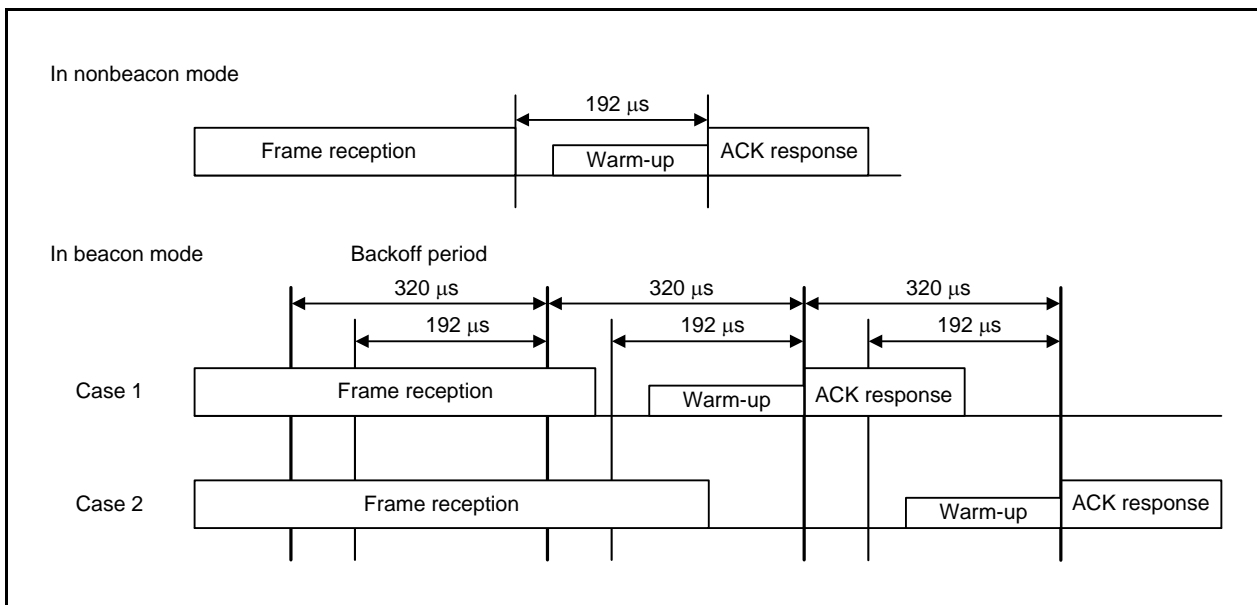 In nonbeacon mode
192 μs
Frame reception
Warm-up
ACK response
In beacon mode
Backoff period
320 μs
320 μs
320 μs
192 μs
192 μs
192 μs
Case 1
Frame reception
Warm-up
ACK response
Case 2
Frame reception
Warm-up
ACK response